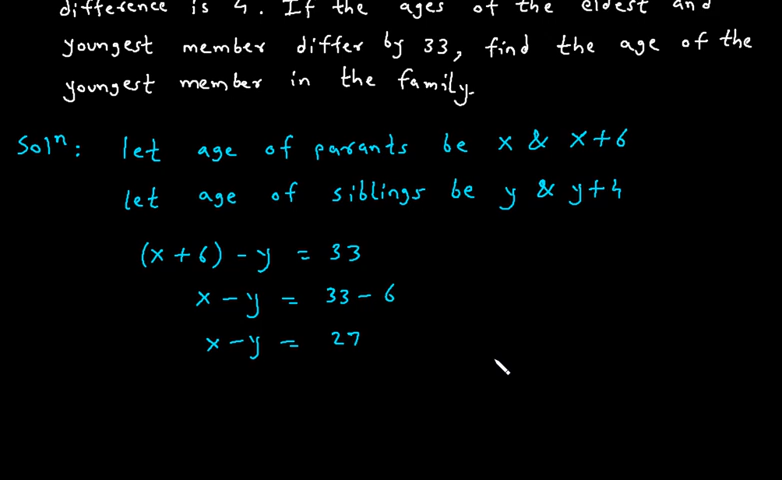 difference is 4. If the ages of the eldest and
youngest member differ by 33, find the age of the
youngest member in the family.
Solⁿ: let age of parants be x & x+6
let age of siblings be y & y+4
(x + 6) - y = 33
x - y = 33 - 6
x - y = 27